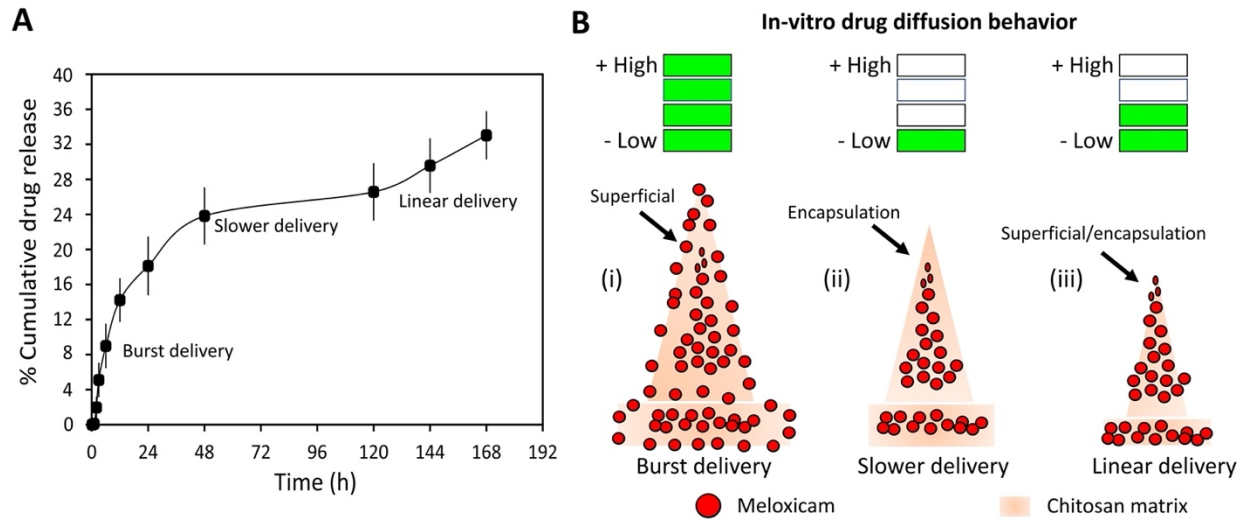 A
% Cumulative drug release
40
36
32
28
24
20
16
12
8
4
0
Burst delivery
Slower delivery
Linear delivery
0 24 48 72 96 120 144 168 192
Time (h)
B
In-vitro drug diffusion behavior
+ High
- Low
+ High
- Low
+ High
- Low
Superficial
(i)
Burst delivery
Encapsulation
(ii)
Slower delivery
Superficial/encapsulation
(iii)
Linear delivery
Meloxicam
Chitosan matrix